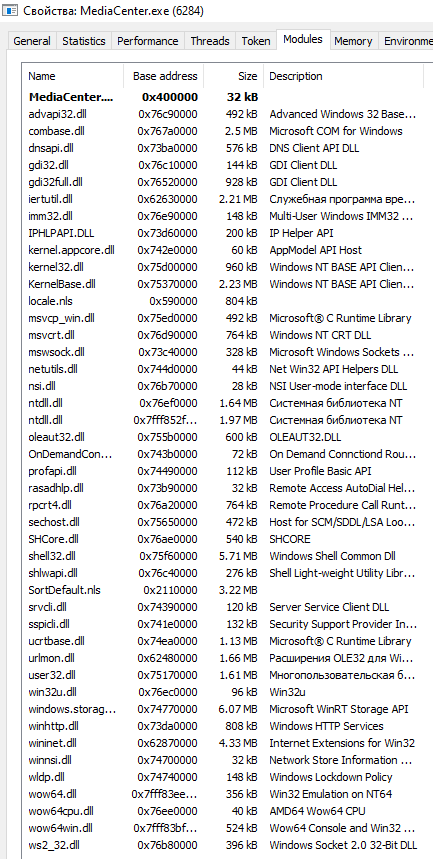 Свойства: MediaCenter.exe (6284)
General Statistics Performance Threads Token Modules Memory Environme
Name Base address Size Description
MediaCenter.... 0x400000 32 kB
advapi32.dll 0x76c90000 492 kB Advanced Windows 32 Base...
combase.dll 0x767a0000 2.5 MB Microsoft COM for Windows
dnsapi.dll 0x73ba0000 576 kB DNS Client API DLL
gdi32.dll 0x76c10000 144 kB GDI Client DLL
gdi32full.dll 0x76520000 928 kB GDI Client DLL
iertutil.dll 0x62630000 2.21 MB Служебная программа вре...
imm32.dll 0x76e90000 148 kB Multi-User Windows IMM32 ...
IPHLPAPI.DLL 0x73d60000 200 kB IP Helper API
kernel.appcore.dll 0x742e0000 60 kB AppModel API Host
kernel32.dll 0x75d00000 960 kB Windows NT BASE API Clien...
KernelBase.dll 0x75370000 2.23 MB Windows NT BASE API Clien...
locale.nls 0x590000 804 kB
msvcp_win.dll 0x75ed0000 492 kB Microsoft® C Runtime Library
msvcrt.dll 0x76d90000 764 kB Windows NT CRT DLL
mswsock.dll 0x73c40000 328 kB Microsoft Windows Sockets ...
netutils.dll 0x744d0000 44 kB Net Win32 API Helpers DLL
nsi.dll 0x76b70000 28 kB NSI User-mode interface DLL
ntdll.dll 0x76ef0000 1.64 MB Системная библиотека NT
ntdll.dll 0x7fff852f... 1.97 MB Системная библиотека NT
oleaut32.dll 0x755b0000 600 kB OLEAUT32.DLL
OnDemandCon... 0x743b0000 72 kB On Demand Connctiond Rou...
profapi.dll 0x74490000 112 kB User Profile Basic API
rasadhlp.dll 0x73b90000 32 kB Remote Access AutoDial Hel...
rpcrt4.dll 0x76a20000 764 kB Remote Procedure Call Runt...
sechost.dll 0x75650000 472 kB Host for SCM/SDDL/LSA Loo...
SHCore.dll 0x76ae0000 540 kB SHCORE
shell32.dll 0x75f60000 5.71 MB Windows Shell Common Dll
shlwapi.dll 0x76c40000 276 kB Shell Light-weight Utility Libr...
SortDefault.nls 0x2110000 3.22 MB
srvcli.dll 0x74390000 120 kB Server Service Client DLL
sspicli.dll 0x741e0000 132 kB Security Support Provider In...
ucrtbase.dll 0x74ea0000 1.13 MB Microsoft® C Runtime Library
urlmon.dll 0x62480000 1.66 MB Расширения OLE32 для Wi...
user32.dll 0x75170000 1.61 MB Многопользовательская б...
win32u.dll 0x76ec0000 96 kB Win32u
windows.storag... 0x74770000 6.07 MB Microsoft WinRT Storage API
winhttp.dll 0x73da0000 808 kB Windows HTTP Services
wininet.dll 0x62870000 4.33 MB Internet Extensions for Win32
winnsi.dll 0x74700000 32 kB Network Store Information ...
wldp.dll 0x74740000 148 kB Windows Lockdown Policy
wow64.dll 0x7fff83ee... 356 kB Win32 Emulation on NT64
wow64cpu.dll 0x76ee0000 40 kB AMD64 Wow64 CPU
wow64win.dll 0x7fff83bf... 524 kB Wow64 Console and Win32 ...
ws2_32.dll 0x76b80000 396 kB Windows Socket 2.0 32-Bit DLL